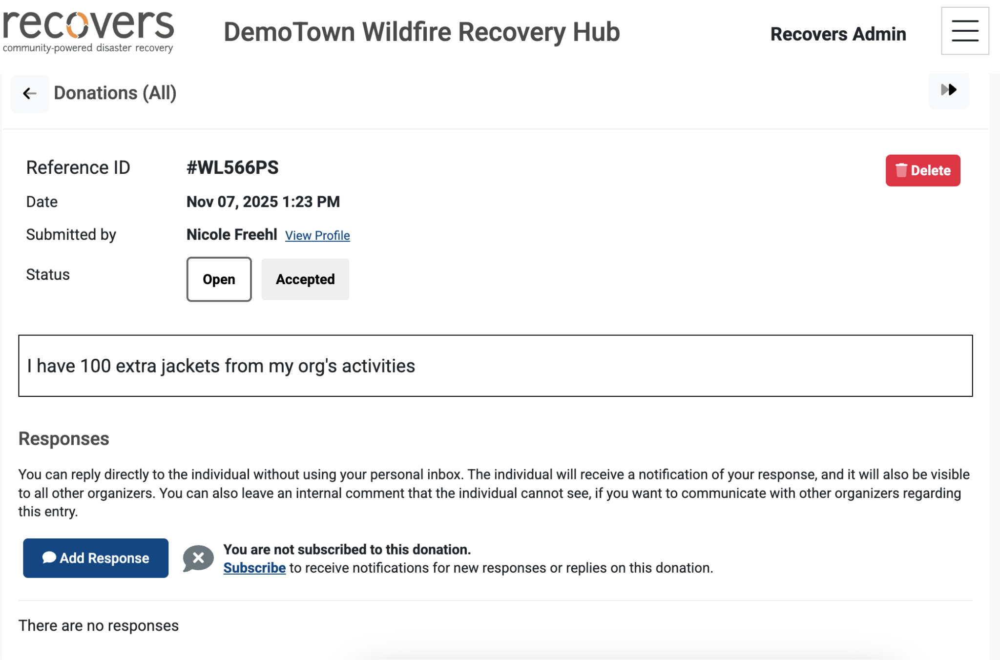 recovers
community-powered disaster recovery
DemoTown Wildfire Recovery Hub
Recovers Admin
Donations (All)
Reference ID #WL566PS
Delete
Date Nov 07, 2025 1:23 PM
Submitted by Nicole Freehl View Profile
Status Open Accepted
I have 100 extra jackets from my org's activities
Responses
You can reply directly to the individual without using your personal inbox. The individual will receive a notification of your response, and it will also be visible
to all other organizers. You can also leave an internal comment that the individual cannot see, if you want to communicate with other organizers regarding
this entry.
Add Response
You are not subscribed to this donation.
Subscribe to receive notifications for new responses or replies on this donation.
There are no responses